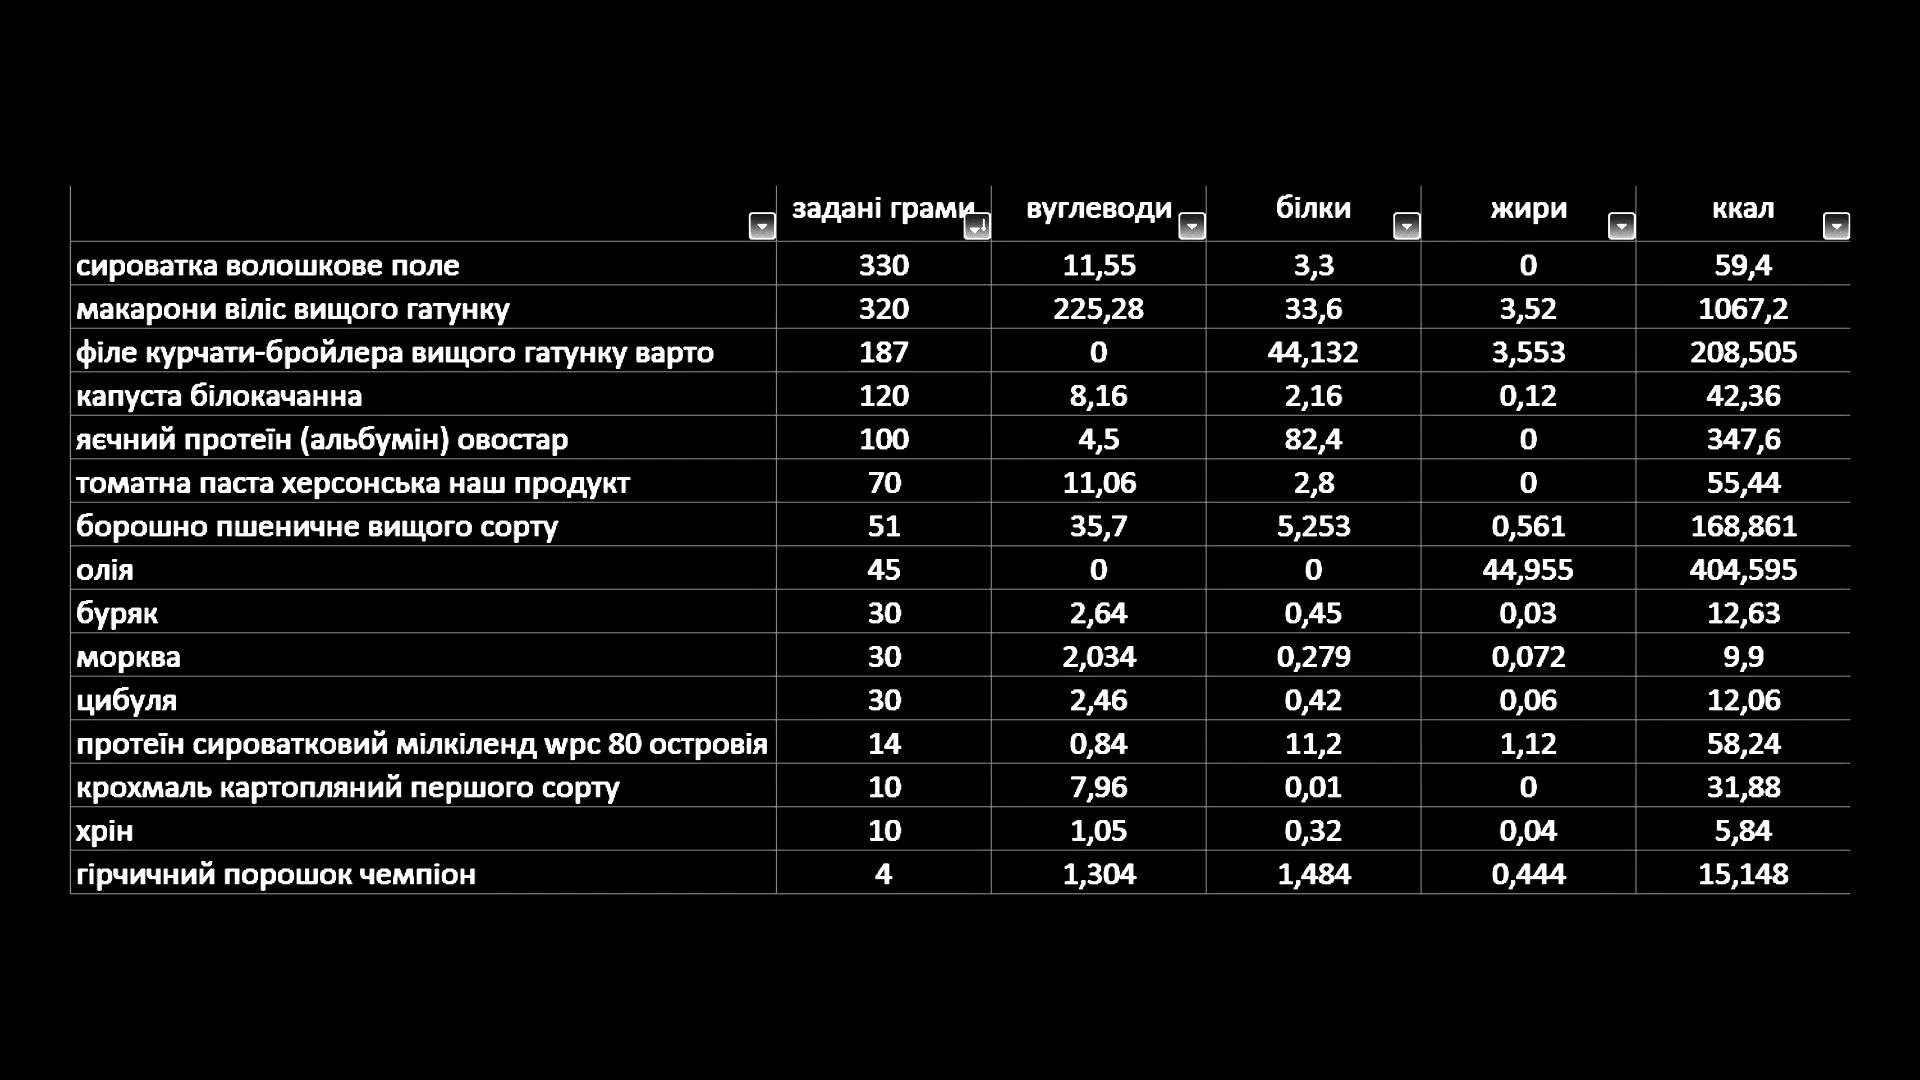 задані грами вуглеводи білки жири ккал
сироватка волошкове поле 330 11,55 3,3 0 59,4
макарони віліс вищого гатунку 320 225,28 33,6 3,52 1067,2
філе курчати-бройлера вищого гатунку варто 187 0 44,132 3,553 208,505
капуста білокачанна 120 8,16 2,16 0,12 42,36
яєчний протеїн (альбумін) овостар 100 4,5 82,4 0 347,6
томатна паста херсонська наш продукт 70 11,06 2,8 0 55,44
борошно пшеничне вищого сорту 51 35,7 5,253 0,561 168,861
олія 45 0 0 44,955 404,595
буряк 30 2,64 0,45 0,03 12,63
морква 30 2,034 0,279 0,072 9,9
цибуля 30 2,46 0,42 0,06 12,06
протеїн сироватковий мілкіленд wpc 80 островія 14 0,84 11,2 1,12 58,24
крохмаль картопляний першого сорту 10 7,96 0,01 0 31,88
хрін 10 1,05 0,32 0,04 5,84
гірчичний порошок чемпіон 4 1,304 1,484 0,444 15,148